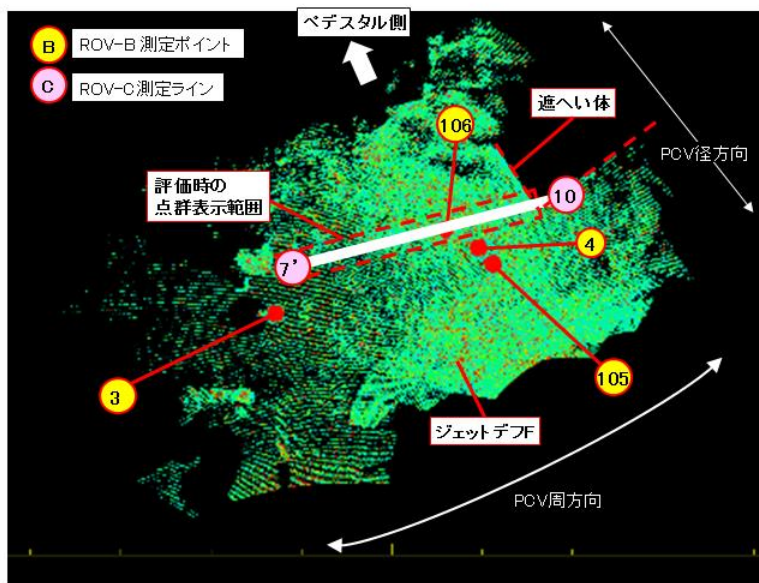 ペデスタル側
B ROV-B 測定ポイント
C ROV-C 測定ライン
106
遮へい体
PCV径方向
評価時の
点群表示範囲
10
4
7'
3
105
ジェットデフF
PCV周方向